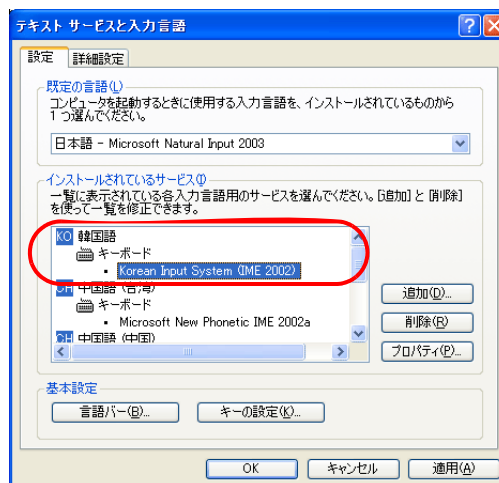 テキスト サービスと入力言語
設定 詳細設定
既定の言語(L)
コンピュータを起動するときに使用する入力言語を、インストールされているものから
1 つ選んでください。
日本語 - Microsoft Natural Input 2003
インストールされているサービス(I)
一覧に表示されている各入力言語用のサービスを選んでください。[追加] と [削除]
を使って一覧を修正できます。
KO 韓国語
キーボード
• Korean Input System (IME 2002)
CH 中国語 (台湾)
キーボード
• Microsoft New Phonetic IME 2002a
CH 中国語 (中国)
追加(D)...
削除(R)
プロパティ(P)...
基本設定
言語バー(B)... キーの設定(K)...
OK キャンセル 適用(A)